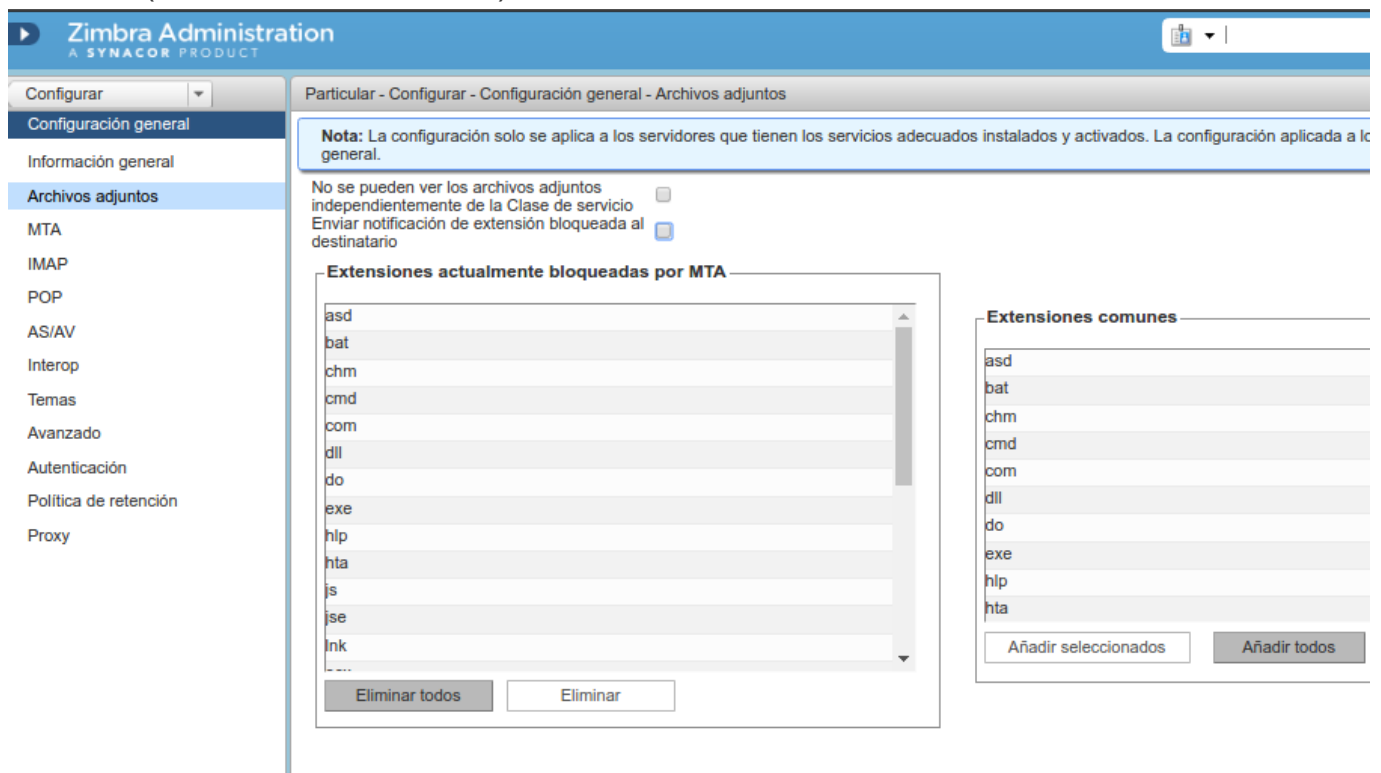 Zimbra Administration
A SYNACOR PRODUCT
Configurar
Configuración general
Información general
Archivos adjuntos
MTA
IMAP
POP
AS/AV
Interop
Temas
Avanzado
Autenticación
Política de retención
Proxy
Particular - Configurar - Configuración general - Archivos adjuntos
Nota: La configuración solo se aplica a los servidores que tienen los servicios adecuados instalados y activados. La configuración aplicada a
general.
No se pueden ver los archivos adjuntos
independientemente de la Clase de servicio
Enviar notificación de extensión bloqueada al
destinatario
Extensiones actualmente bloqueadas por MTA
asd
bat
chm
cmd
com
dll
do
exe
hlp
hta
js
jse
lnk
Eliminar todos
Eliminar
Extensiones comunes
asd
bat
chm
cmd
com
dll
do
exe
hlp
hta
Añadir seleccionados
Añadir todos